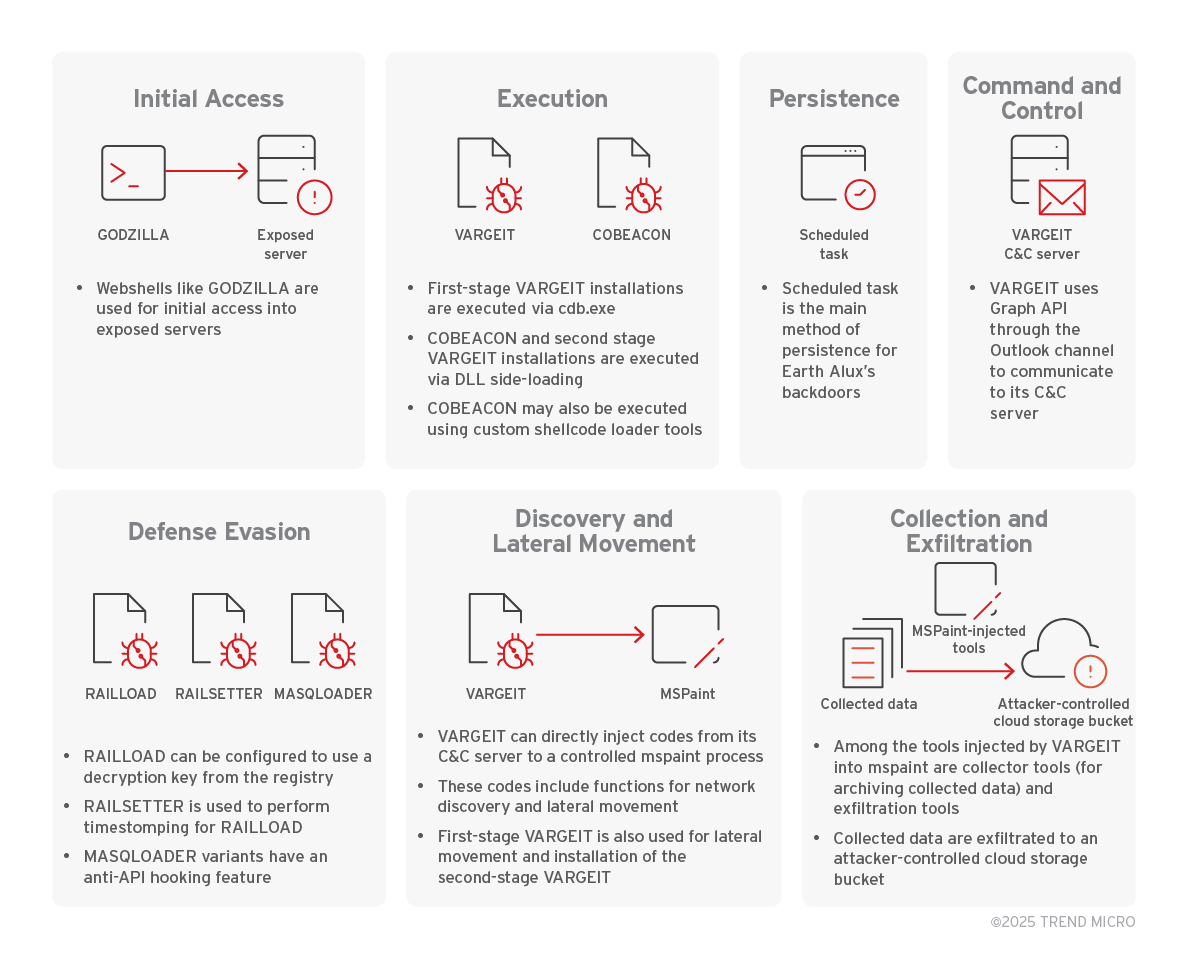 Initial Access
GODZILLA
Exposed
server
• Webshells like GODZILLA are
used for initial access into
exposed servers
Execution
VARGEIT
COBEACON
• First-stage VARGEIT installations
are executed via cdb.exe
• COBEACON and second stage
VARGEIT installations are executed
via DLL side-loading
• COBEACON may also be executed
using custom shellcode loader tools
Persistence
Scheduled
task
• Scheduled task
is the main
method of
persistence for
Earth Alux's
backdoors
Command and
Control
VARGEIT
C&C server
• VARGEIT uses
Graph API
through the
Outlook channel
to communicate
to its C&C
server
Defense Evasion
RAILLOAD
RAILSETTER
MASQLOADER
• RAILLOAD can be configured to use a
decryption key from the registry
• RAILSETTER is used to perform
timestomping for RAILLOAD
• MASQLOADER variants have an
anti-API hooking feature
Discovery and
Lateral Movement
VARGEIT
MSPaint
• VARGEIT can directly inject codes from its
C&C server to a controlled mspaint process
• These codes include functions for network
discovery and lateral movement
• First-stage VARGEIT is also used for lateral
movement and installation of the
second-stage VARGEIT
Collection and
Exfiltration
MSPaint-injected
tools
Collected data
Attacker-controlled
cloud storage bucket
• Among the tools injected by VARGEIT
into mspaint are collector tools (for
archiving collected data) and
exfiltration tools
• Collected data are exfiltrated to an
attacker-controlled cloud storage
bucket
©2025 TREND MICRO